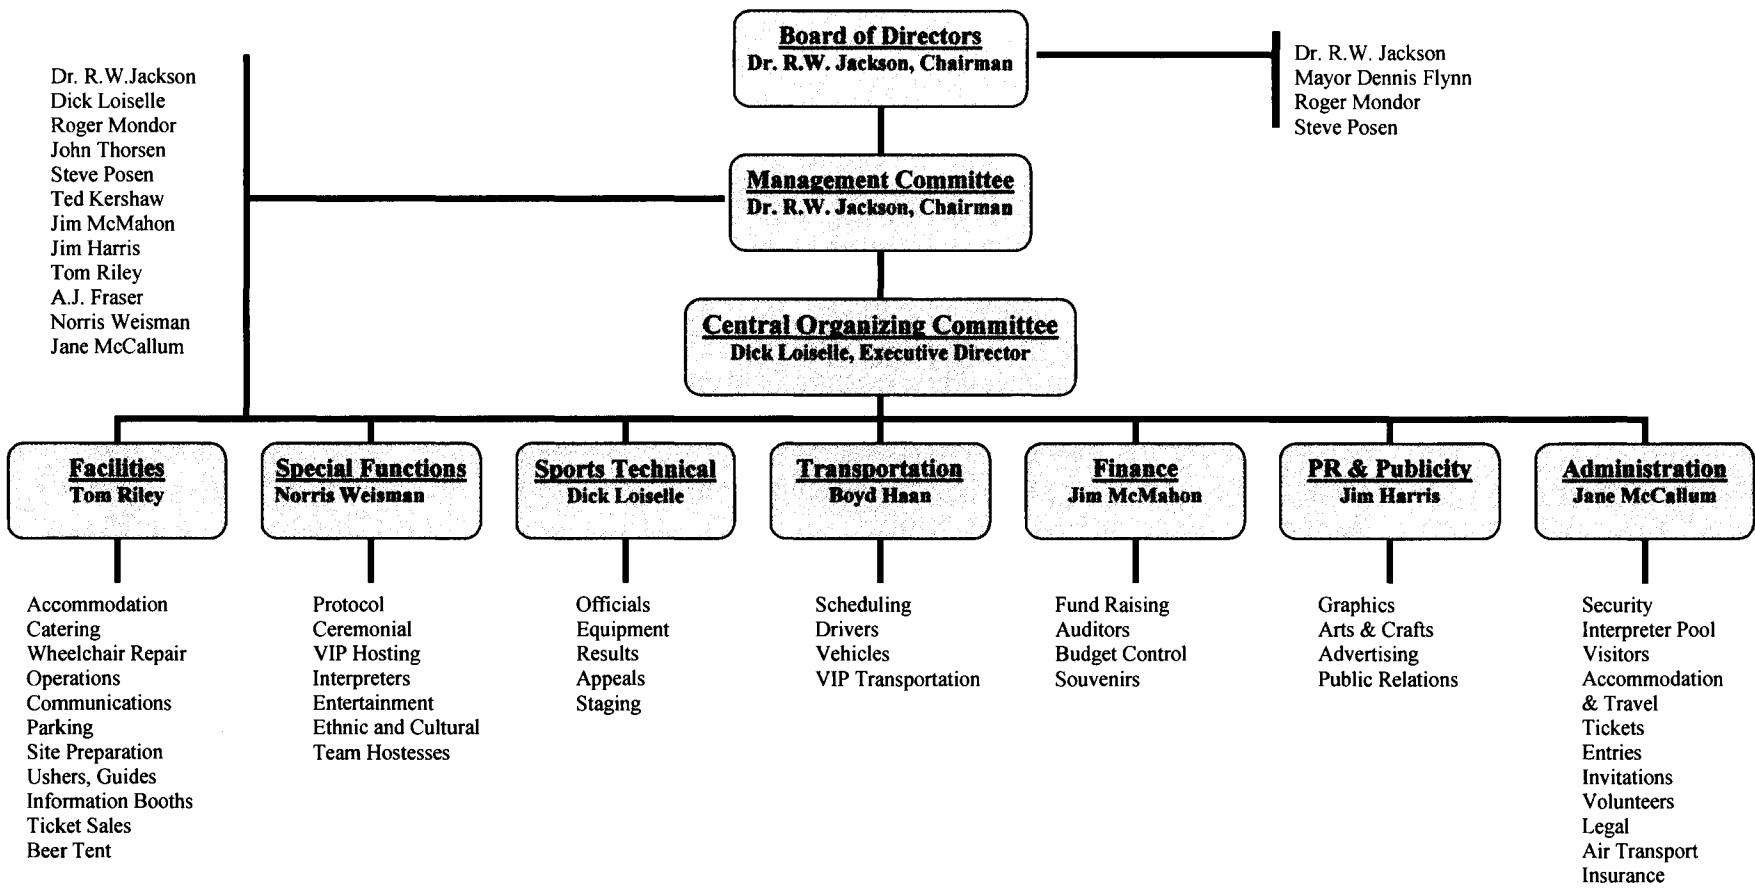 Board of Directors
Dr. R.W. Jackson, Chairman
Dr. R.W. Jackson
Mayor Dennis Flynn
Roger Mondor
Steve Posen
Dr. R.W.Jackson
Dick Loiselle
Roger Mondor
John Thorsen
Steve Posen
Ted Kershaw
Jim McMahon
Jim Harris
Tom Riley
A.J. Fraser
Norris Weisman
Jane McCallum
Management Committee
Dr. R.W. Jackson, Chairman
Central Organizing Committee
Dick Loiselle, Executive Director
Facilities
Tom Riley
Accommodation
Catering
Wheelchair Repair
Operations
Communications
Parking
Site Preparation
Ushers, Guides
Information Booths
Ticket Sales
Beer Tent
Special Functions
Norris Weisman
Protocol
Ceremonial
VIP Hosting
Interpreters
Entertainment
Ethnic and Cultural
Team Hostesses
Sports Technical
Dick Loiselle
Officials
Equipment
Results
Appeals
Staging
Transportation
Boyd Haan
Scheduling
Drivers
Vehicles
VIP Transportation
Finance
Jim McMahon
Fund Raising
Auditors
Budget Control
Souvenirs
PR & Publicity
Jim Harris
Graphics
Arts & Crafts
Advertising
Public Relations
Administration
Jane McCallum
Security
Interpreter Pool
Visitors
Accommodation
& Travel
Tickets
Entries
Invitations
Volunteers
Legal
Air Transport
Insurance